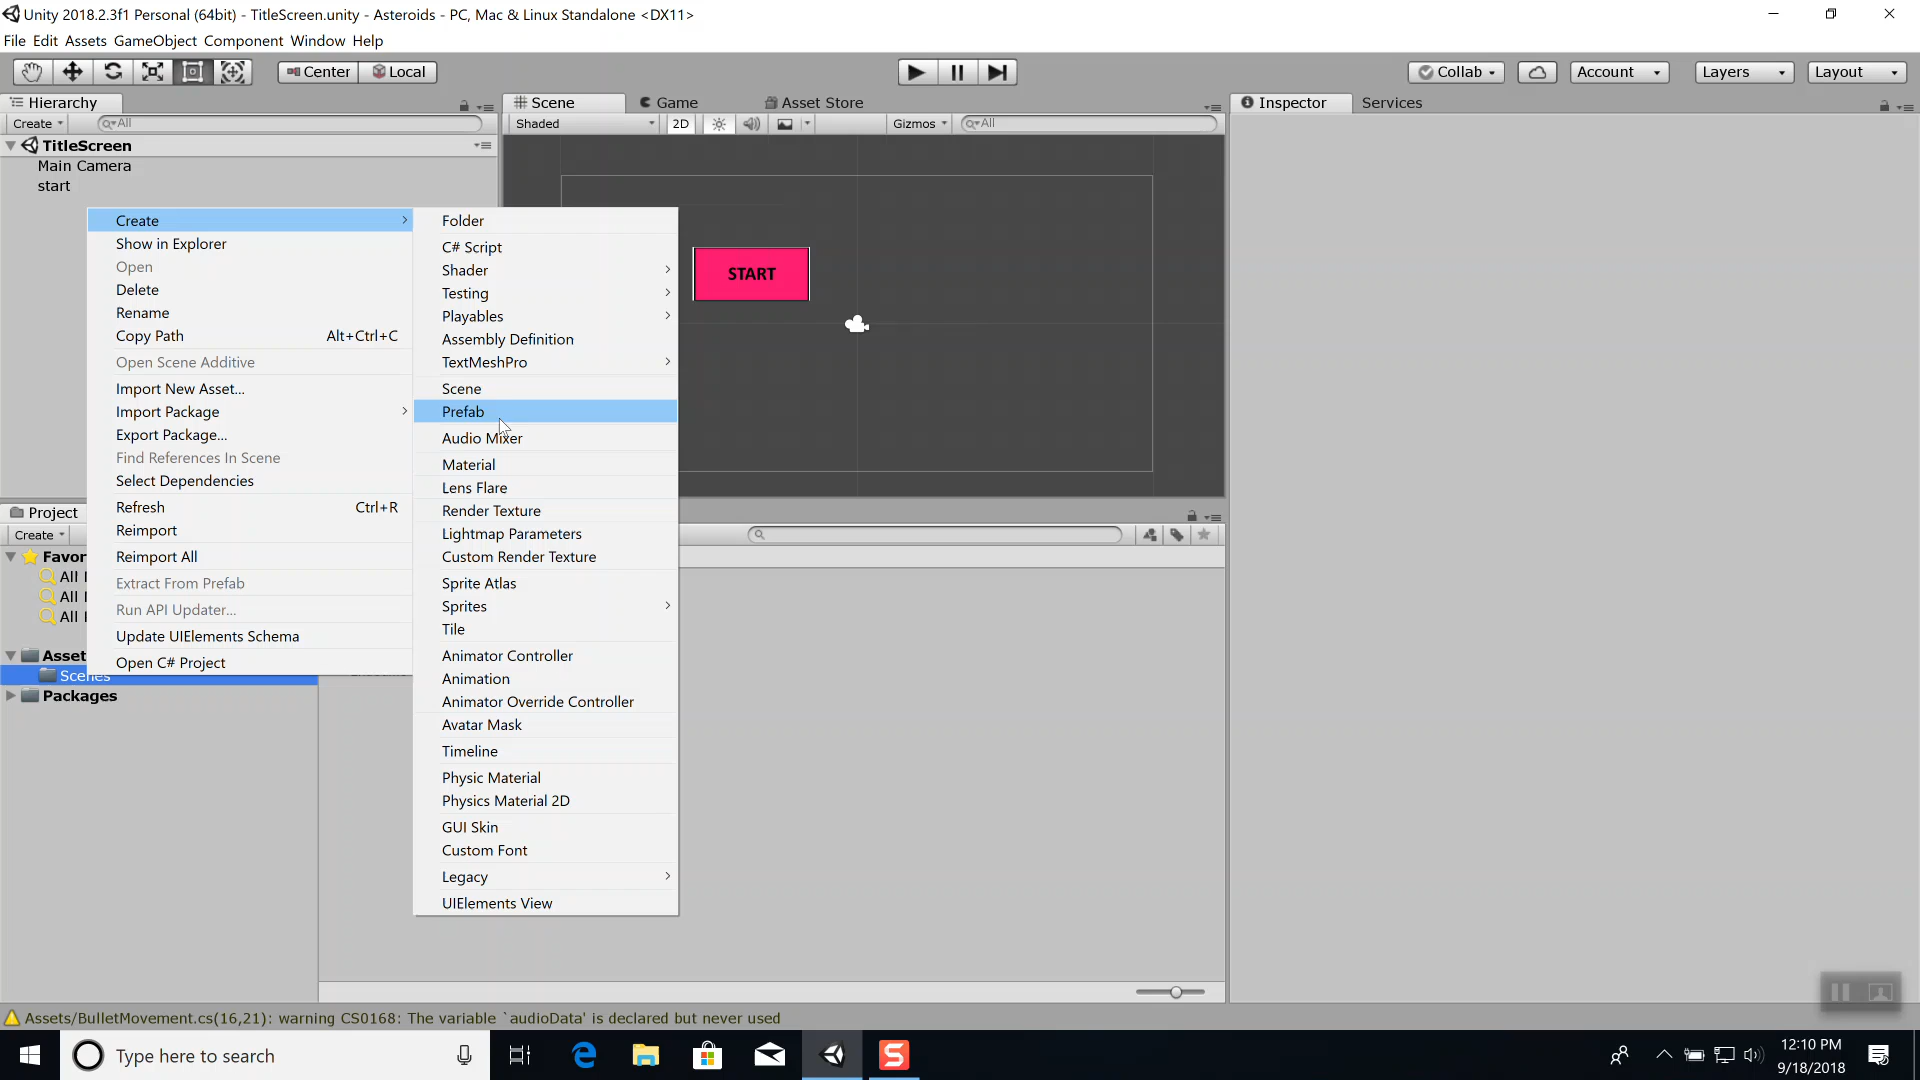 Unity 2018.2.3f1 Personal (64bit) - TitleScreen.unity - Asteroids - PC, Mac & Linux Standalone <DX11>
File Edit Assets GameObject Component Window Help
Center Local Collab Account Layers Layout
Hierarchy Scene Game Asset Store Inspector Services
Create All Shaded 2D Gizmos All
TitleScreen
Main Camera
start
Create
Show in Explorer
Open
Delete
Rename
Copy Path Alt+Ctrl+C
Open Scene Additive
Import New Asset...
Import Package
Export Package...
Find References In Scene
Select Dependencies
Refresh Ctrl+R
Reimport
Reimport All
Extract From Prefab
Run API Updater...
Update UIElements Schema
Open C# Project
Folder
C# Script
Shader
Testing
Playables
Assembly Definition
TextMeshPro
Scene
Prefab
Audio Mixer
Material
Lens Flare
Render Texture
Lightmap Parameters
Custom Render Texture
Sprite Atlas
Sprites
Tile
Animator Controller
Animation
Animator Override Controller
Avatar Mask
Timeline
Physic Material
Physics Material 2D
GUI Skin
Custom Font
Legacy
UIElements View
START
Project
Create
Favor
All
All
All
Asset
Scenes
Packages
Assets/BulletMovement.cs(16,21): warning CS0168: The variable `audioData' is declared but never used
Type here to search
S
12:10 PM
9/18/2018